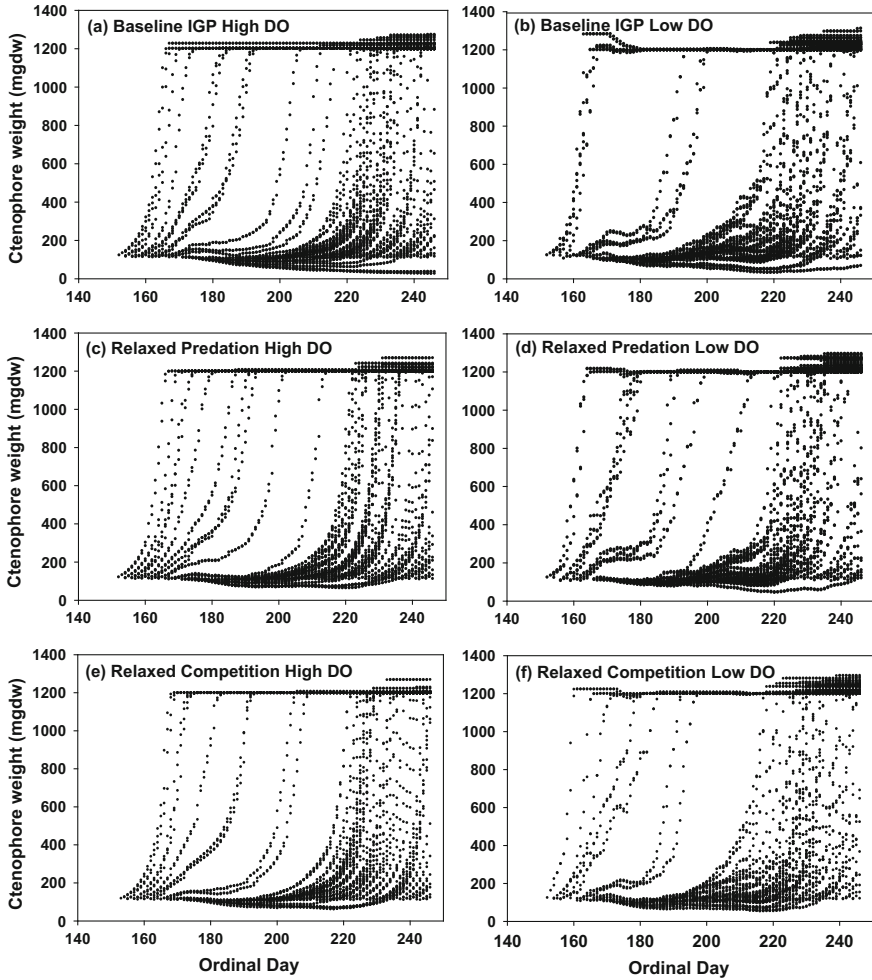 (a) Baseline IGP High DO
(b) Baseline IGP Low DO
Ctenophore weight (mgdw)
1400
1200
1000
800
600
400
200
0
1400
1200
1000
800
600
400
200
0
140 160 180 200 220 240
140 160 180 200 220 240
(c) Relaxed Predation High DO
(d) Relaxed Predation Low DO
Ctenophore weight (mgdw)
1400
1200
1000
800
600
400
200
0
1400
1200
1000
800
600
400
200
0
140 160 180 200 220 240
140 160 180 200 220 240
(e) Relaxed Competition High DO
(f) Relaxed Competition Low DO
Ctenophore weight (mgdw)
1400
1200
1000
800
600
400
200
0
1400
1200
1000
800
600
400
200
0
140 160 180 200 220 240
140 160 180 200 220 240
Ordinal Day
Ordinal Day